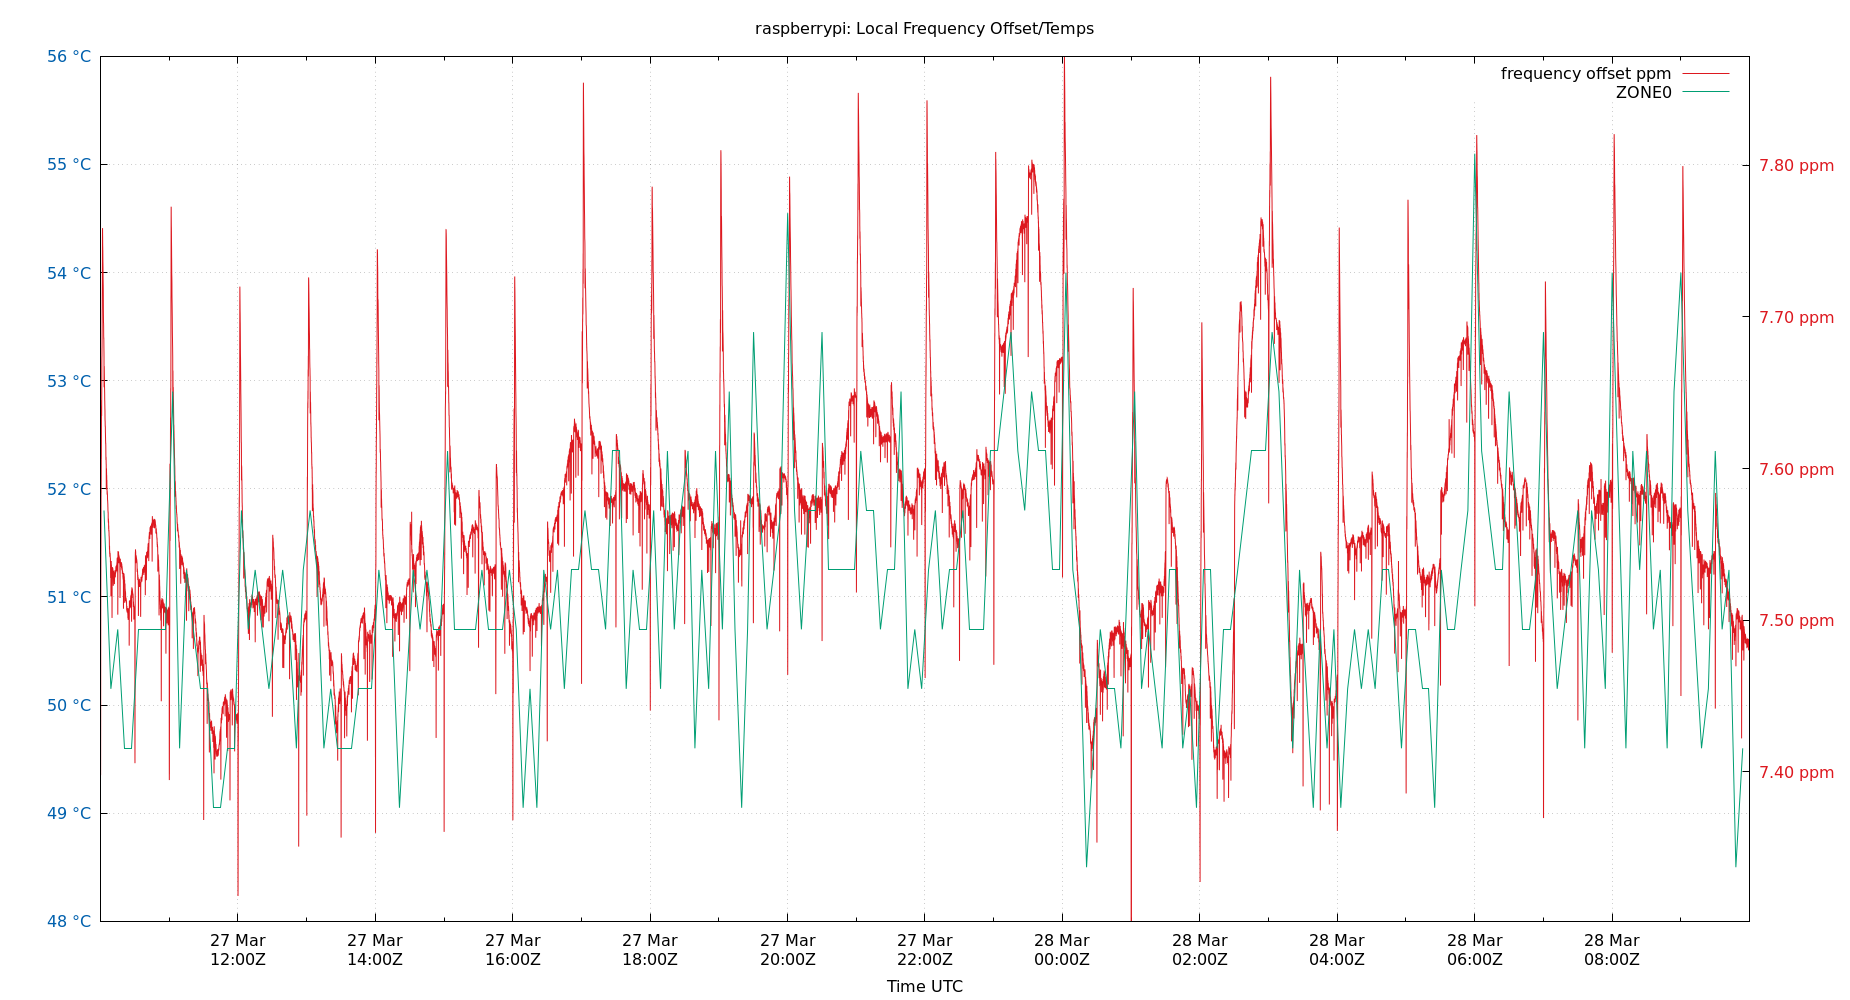 raspberrypi: Local Frequency Offset/Temps
56 °C
55 °C
54 °C
53 °C
52 °C
51 °C
50 °C
49 °C
48 °C
frequency offset ppm
ZONE0
7.80 ppm
7.70 ppm
7.60 ppm
7.50 ppm
7.40 ppm
27 Mar
12:00Z
27 Mar
14:00Z
27 Mar
16:00Z
27 Mar
18:00Z
27 Mar
20:00Z
27 Mar
22:00Z
28 Mar
00:00Z
28 Mar
02:00Z
28 Mar
04:00Z
28 Mar
06:00Z
28 Mar
08:00Z
Time UTC